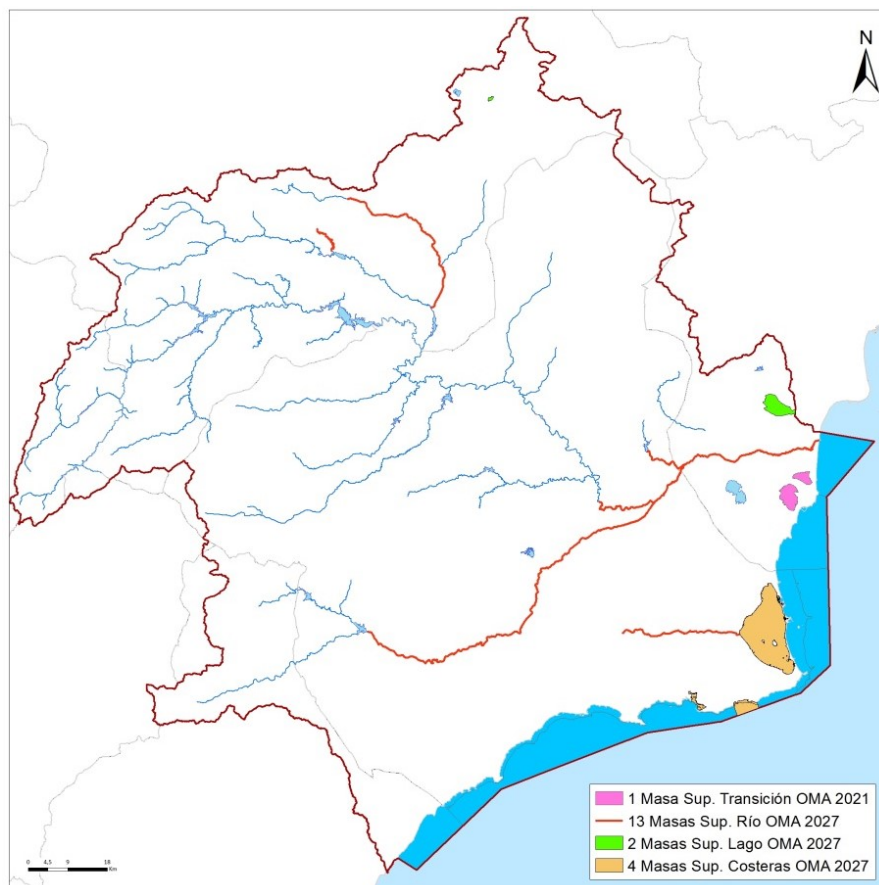 N
1 Masa Sup. Transición OMA 2021
13 Masas Sup. Río OMA 2027
2 Masas Sup. Lago OMA 2027
4 Masas Sup. Costeras OMA 2027
0 4,5 9 18
Km